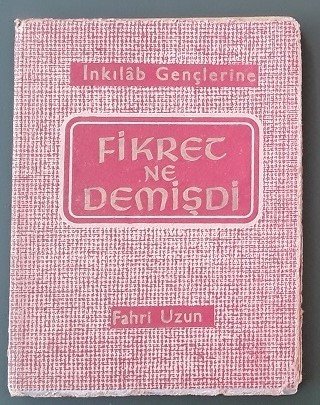 İnkılâb Gençlerine
FİKRET
NE
DEMİŞDİ
Fahri Uzun